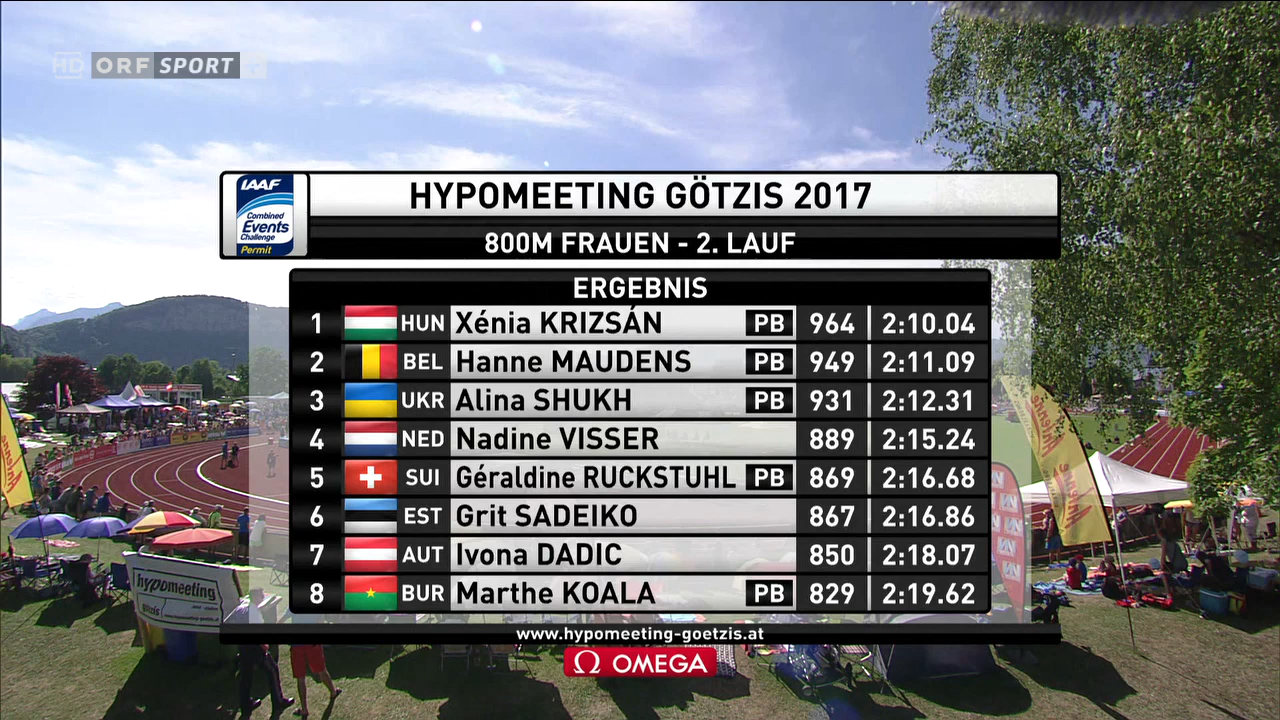 HD ORF SPORT +
IAAF
Combined
Events
Challenge
Permit
HYPOMEETING GÖTZIS 2017
800M FRAUEN - 2. LAUF
ERGEBNIS
1 HUN Xénia KRIZSÁN PB 964 2:10.04
2 BEL Hanne MAUDENS PB 949 2:11.09
3 UKR Alina SHUKH PB 931 2:12.31
4 NED Nadine VISSER 889 2:15.24
5 SUI Géraldine RUCKSTUHL PB 869 2:16.68
6 EST Grit SADEIKO 867 2:16.86
7 AUT Ivona DADIC 850 2:18.07
8 BUR Marthe KOALA PB 829 2:19.62
hypomeeting
götzis
www.hypomeeting-goetzis.at
Ω OMEGA
Antenne